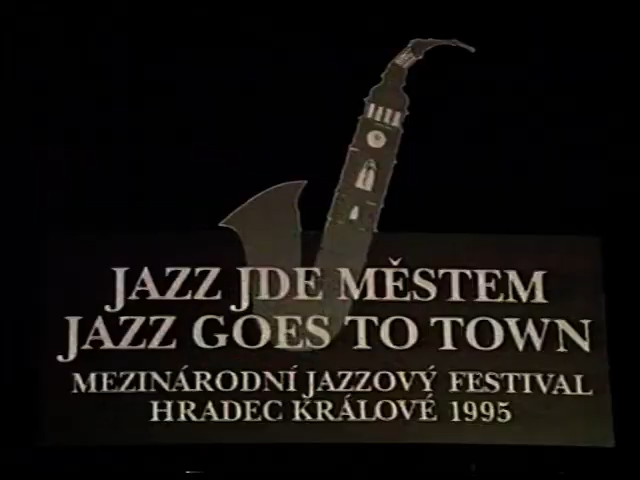 JAZZ JDE MĚSTEM
JAZZ GOES TO TOWN
MEZINÁRODNÍ JAZZOVÝ FESTIVAL
HRADEC KRÁLOVÉ 1995